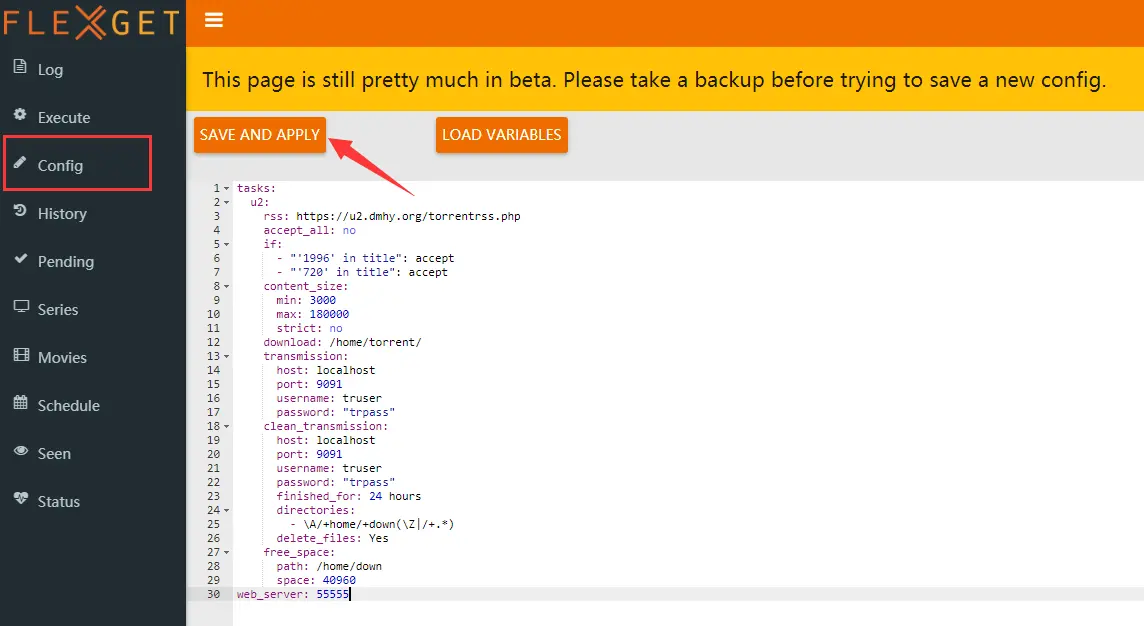 FLEXGET
Log
Execute
Config
History
Pending
Series
Movies
Schedule
Seen
Status
This page is still pretty much in beta. Please take a backup before trying to save a new config.
SAVE AND APPLY
LOAD VARIABLES
1 tasks:
2   u2:
3     rss: https://u2.dmhy.org/torrentrss.php
4     accept_all: no
5     if:
6       - "'1996' in title": accept
7       - "'720' in title": accept
8     content_size:
9       min: 3000
10       max: 180000
11       strict: no
12     download: /home/torrent/
13     transmission:
14       host: localhost
15       port: 9091
16       username: truser
17       password: "trpass"
18     clean_transmission:
19       host: localhost
20       port: 9091
21       username: truser
22       password: "trpass"
23       finished_for: 24 hours
24       directories:
25         - \A/+home/+down(\Z|/+.*)
26       delete_files: Yes
27     free_space:
28       path: /home/down
29       space: 40960
30 web_server: 55555